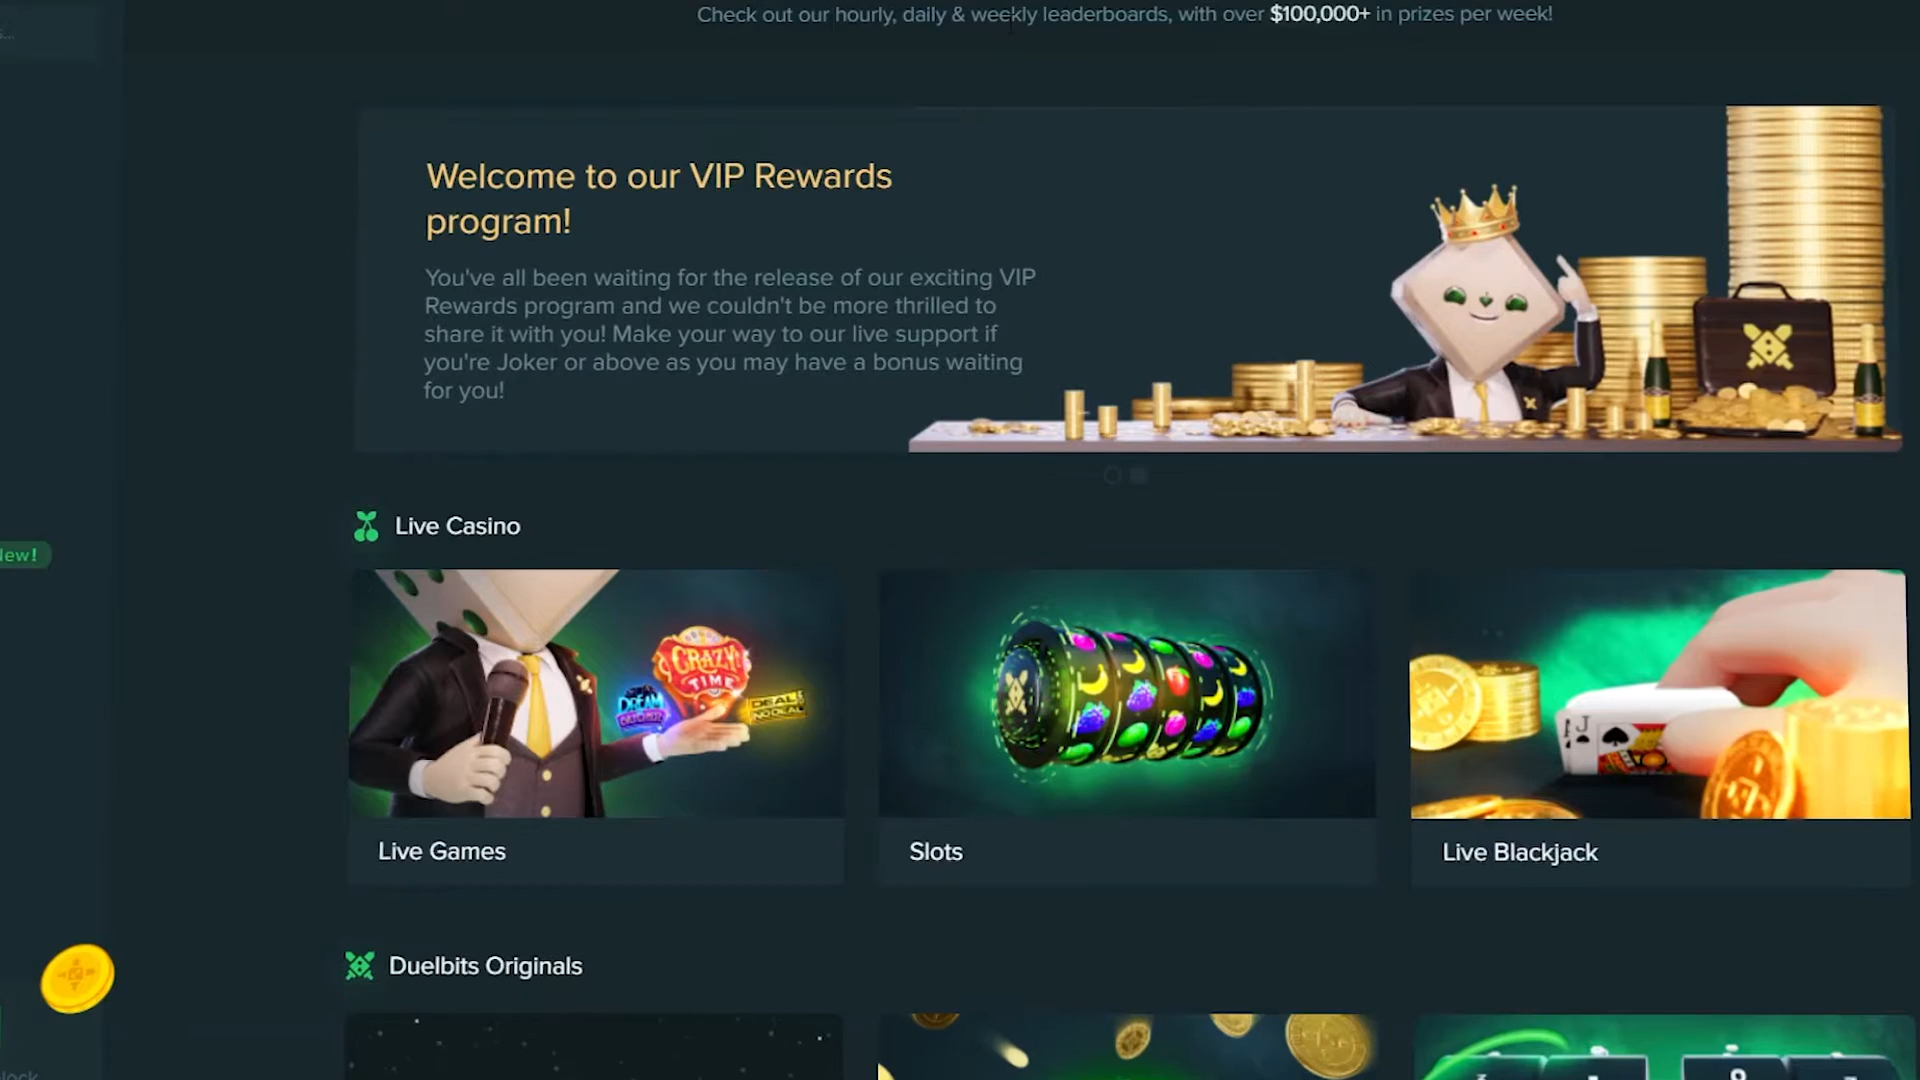 Check out our hourly, daily & weekly leaderboards, with over $100,000+ in prizes per week!
Welcome to our VIP Rewards
program!
You've all been waiting for the release of our exciting VIP
Rewards program and we couldn't be more thrilled to
share it with you! Make your way to our live support if
you're Joker or above as you may have a bonus waiting
for you!
Live Casino
New!
CRAZY
TIME
DREAM
DEAL
NO DEAL
J
Live Games
Slots
Live Blackjack
Duelbits Originals